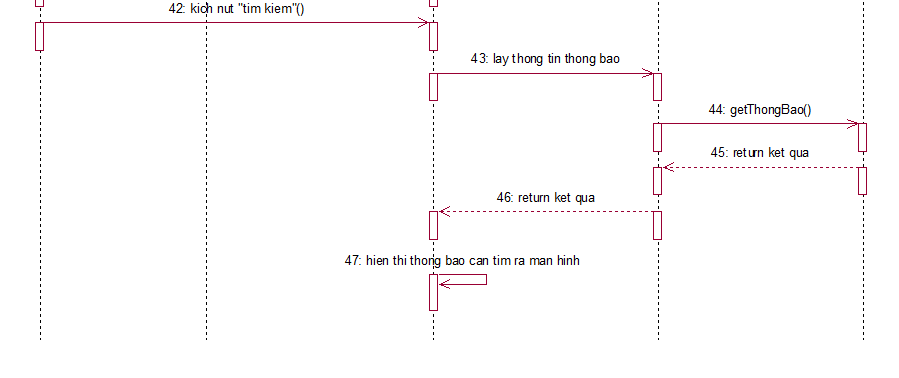 42: kich nut "tim kiem"()
43: lay thong tin thong bao
44: getThongBao()
45: return ket qua
46: return ket qua
47: hien thi thong bao can tim ra man hinh